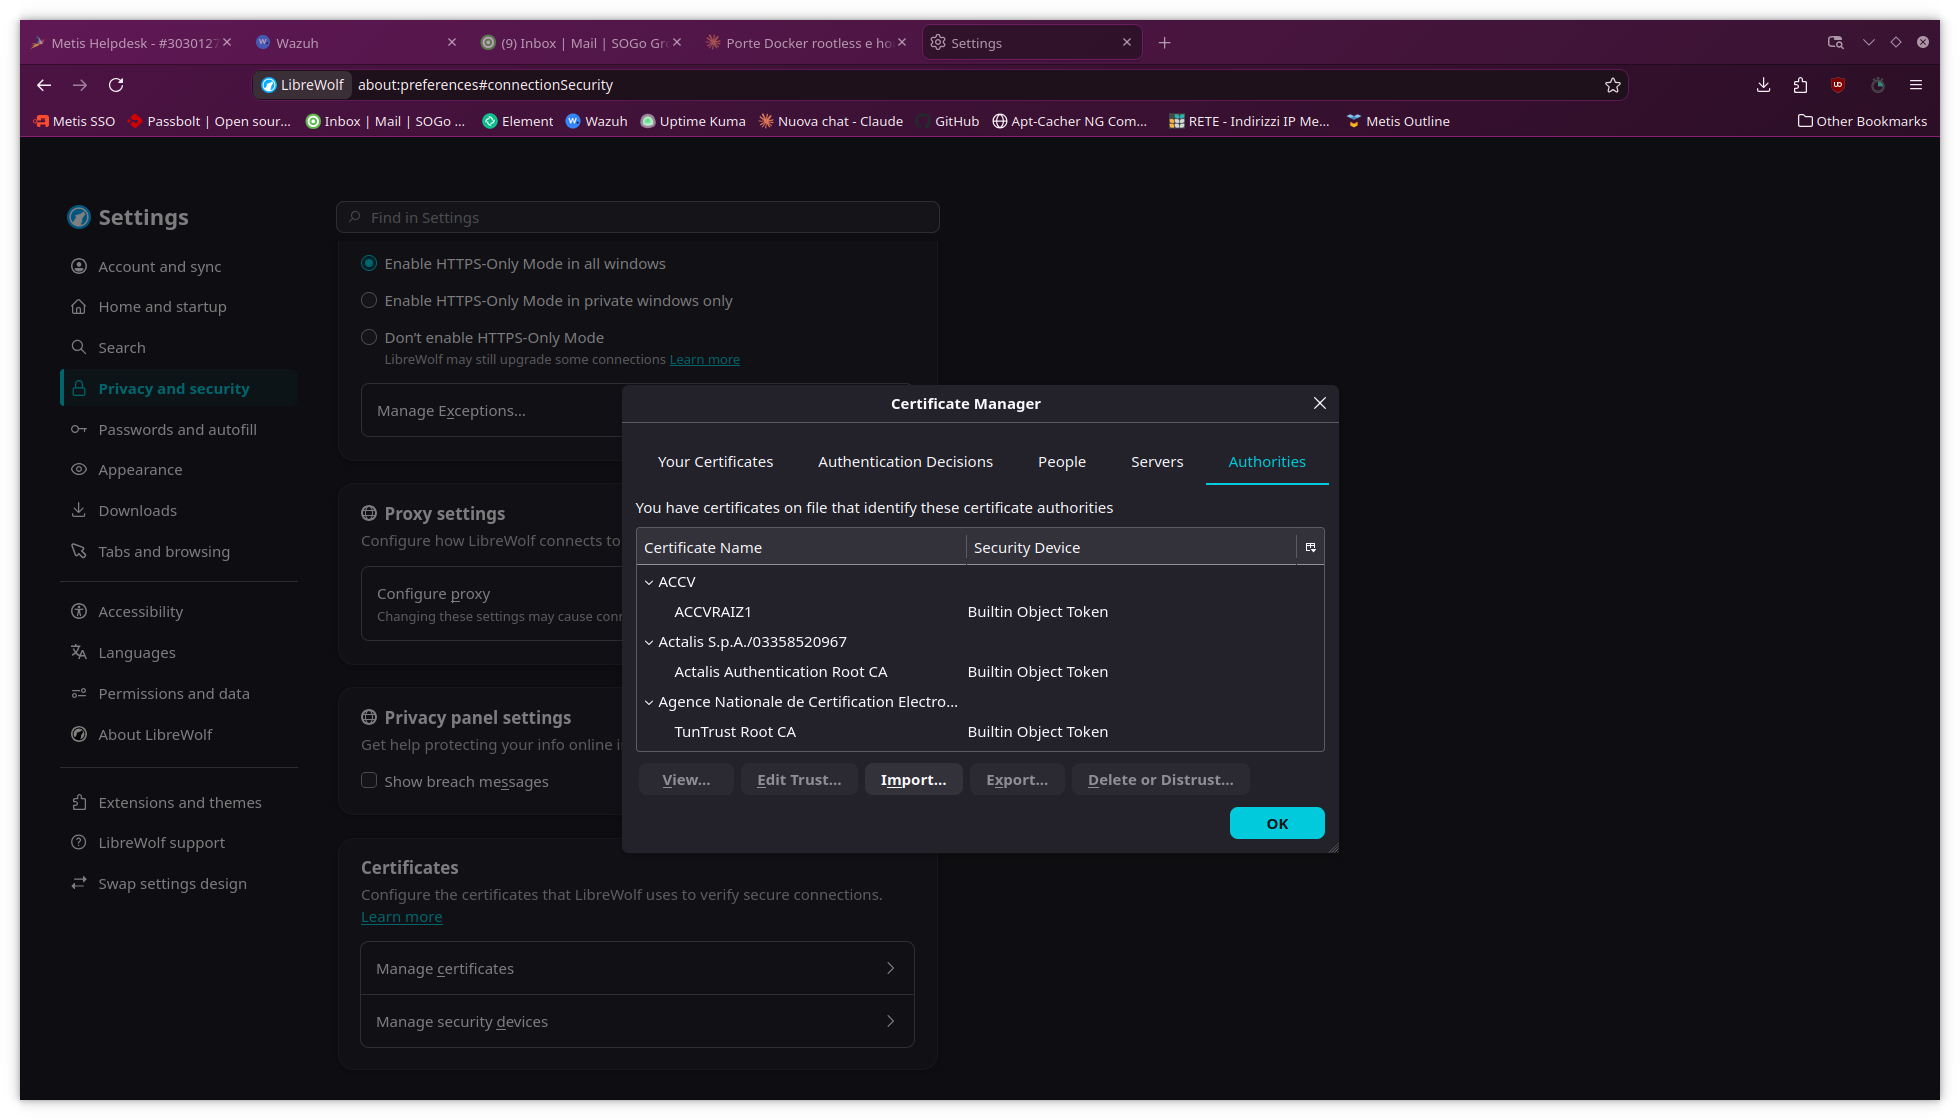 Metis Helpdesk - #3030127
Wazuh
(9) Inbox | Mail | SOGo Gr
Porte Docker rootless e ho
Settings
LibreWolf about:preferences#connectionSecurity
Metis SSO
Passbolt | Open sour...
Inbox | Mail | SOGo ...
Element
Wazuh
Uptime Kuma
Nuova chat - Claude
GitHub
Apt-Cacher NG Com...
RETE - Indirizzi IP Me...
Metis Outline
Other Bookmarks
Settings
Account and sync
Home and startup
Search
Privacy and security
Passwords and autofill
Appearance
Downloads
Tabs and browsing
Accessibility
Languages
Permissions and data
About LibreWolf
Extensions and themes
LibreWolf support
Swap settings design
Find in Settings
Enable HTTPS-Only Mode in all windows
Enable HTTPS-Only Mode in private windows only
Don't enable HTTPS-Only Mode
LibreWolf may still upgrade some connections Learn more
Manage Exceptions...
Proxy settings
Configure how LibreWolf connects to
Configure proxy
Changing these settings may cause conn
Privacy panel settings
Get help protecting your info online i
Show breach messages
Certificates
Configure the certificates that LibreWolf uses to verify secure connections.
Learn more
Manage certificates
Manage security devices
Certificate Manager
Your Certificates
Authentication Decisions
People
Servers
Authorities
You have certificates on file that identify these certificate authorities
Certificate Name Security Device
ACCV
ACCVRAIZ1 Builtin Object Token
Actalis S.p.A./03358520967
Actalis Authentication Root CA Builtin Object Token
Agence Nationale de Certification Electro...
TunTrust Root CA Builtin Object Token
View...
Edit Trust...
Import...
Export...
Delete or Distrust...
OK